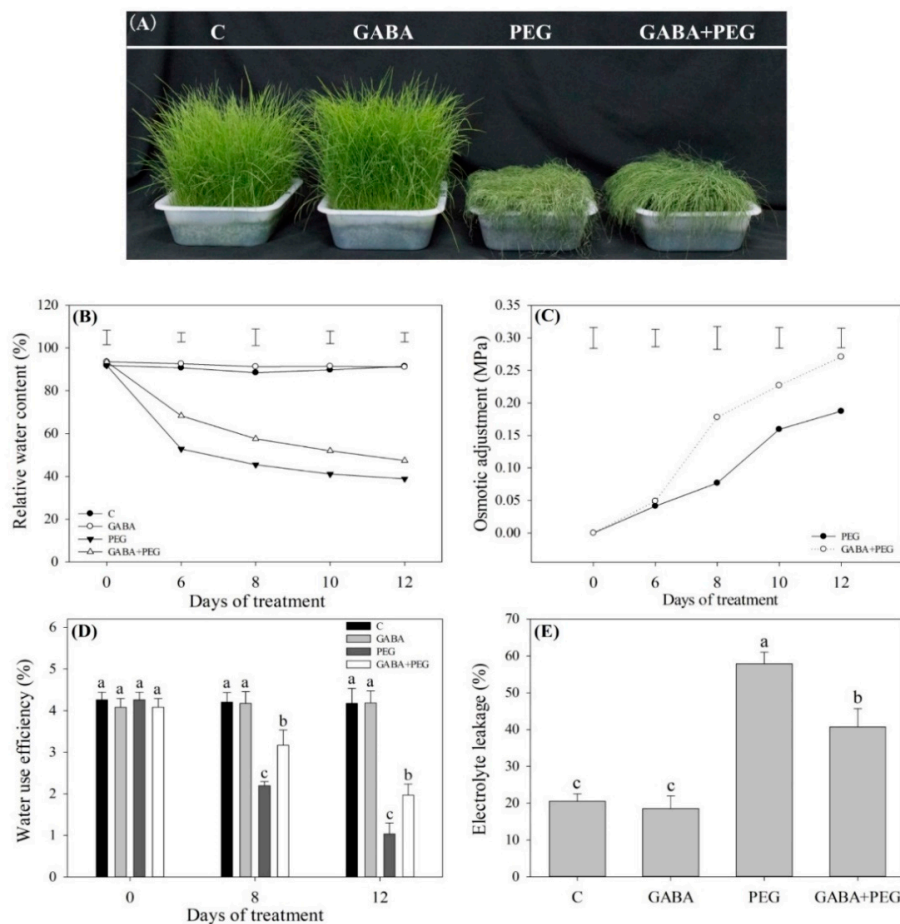 (A) C GABA PEG GABA+PEG
(B)
Relative water content (%)
120
100
80
60
40
20
0
C
GABA
PEG
GABA+PEG
0 6 8 10 12
Days of treatment
(C)
Osmotic adjustment (MPa)
0.35
0.30
0.25
0.20
0.15
0.10
0.05
0.00
PEG
GABA+PEG
0 6 8 10 12
Days of treatment
(D)
Water use efficiency (%)
6
5
4
3
2
1
0
C
GABA
PEG
GABA+PEG
a a a a
a a c b
a a c b
0 8 12
Days of treatment
(E)
Electrolyte leakage (%)
70
60
50
40
30
20
10
0
c c a b
C GABA PEG GABA+PEG